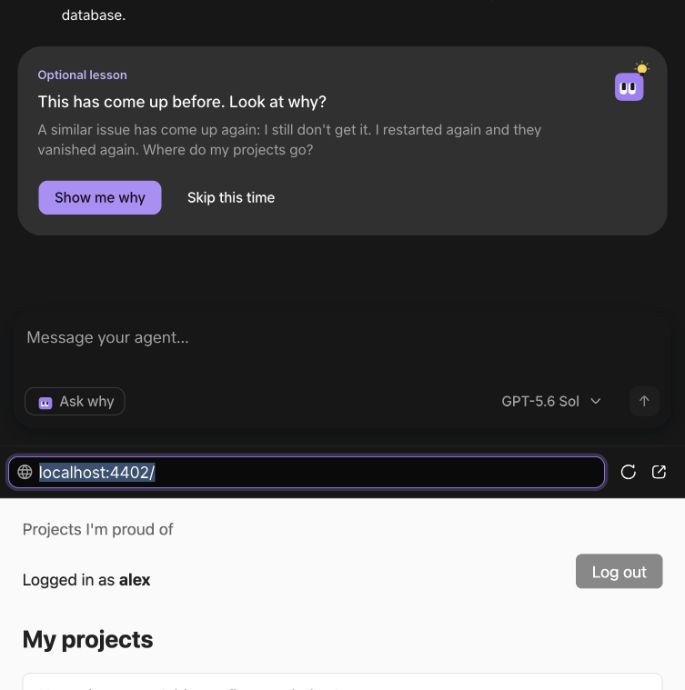 database.
Optional lesson
This has come up before. Look at why?
A similar issue has come up again: I still don't get it. I restarted again and they
vanished again. Where do my projects go?
Show me why Skip this time
Message your agent...
Ask why GPT-5.6 Sol
localhost:4402/
Projects I'm proud of
Logged in as alex Log out
My projects